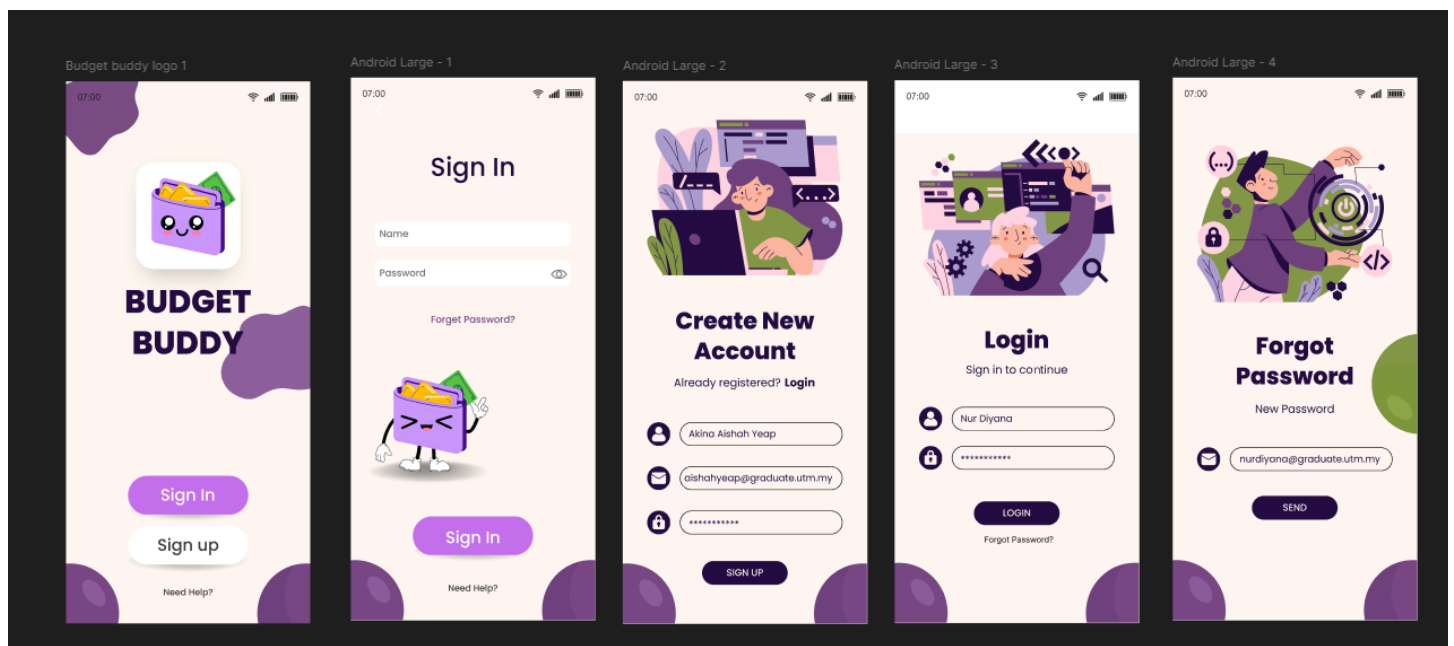 Budget buddy logo 1
07:00
BUDGET
BUDDY
Sign In
Sign up
Need Help?
Android Large - 1
07:00
Sign In
Name
Password
Forget Password?
Sign In
Need Help?
Android Large - 2
07:00
/---
<...>
Create New
Account
Already registered? Login
Akina Aishah Yeap
aishahyeap@graduate.utm.my
***********
SIGN UP
Android Large - 3
07:00
Login
Sign in to continue
Nur Diyana
***********
LOGIN
Forgot Password?
Android Large - 4
07:00
(...)
</>
Forgot
Password
New Password
nurdiyana@graduate.utm.my
SEND